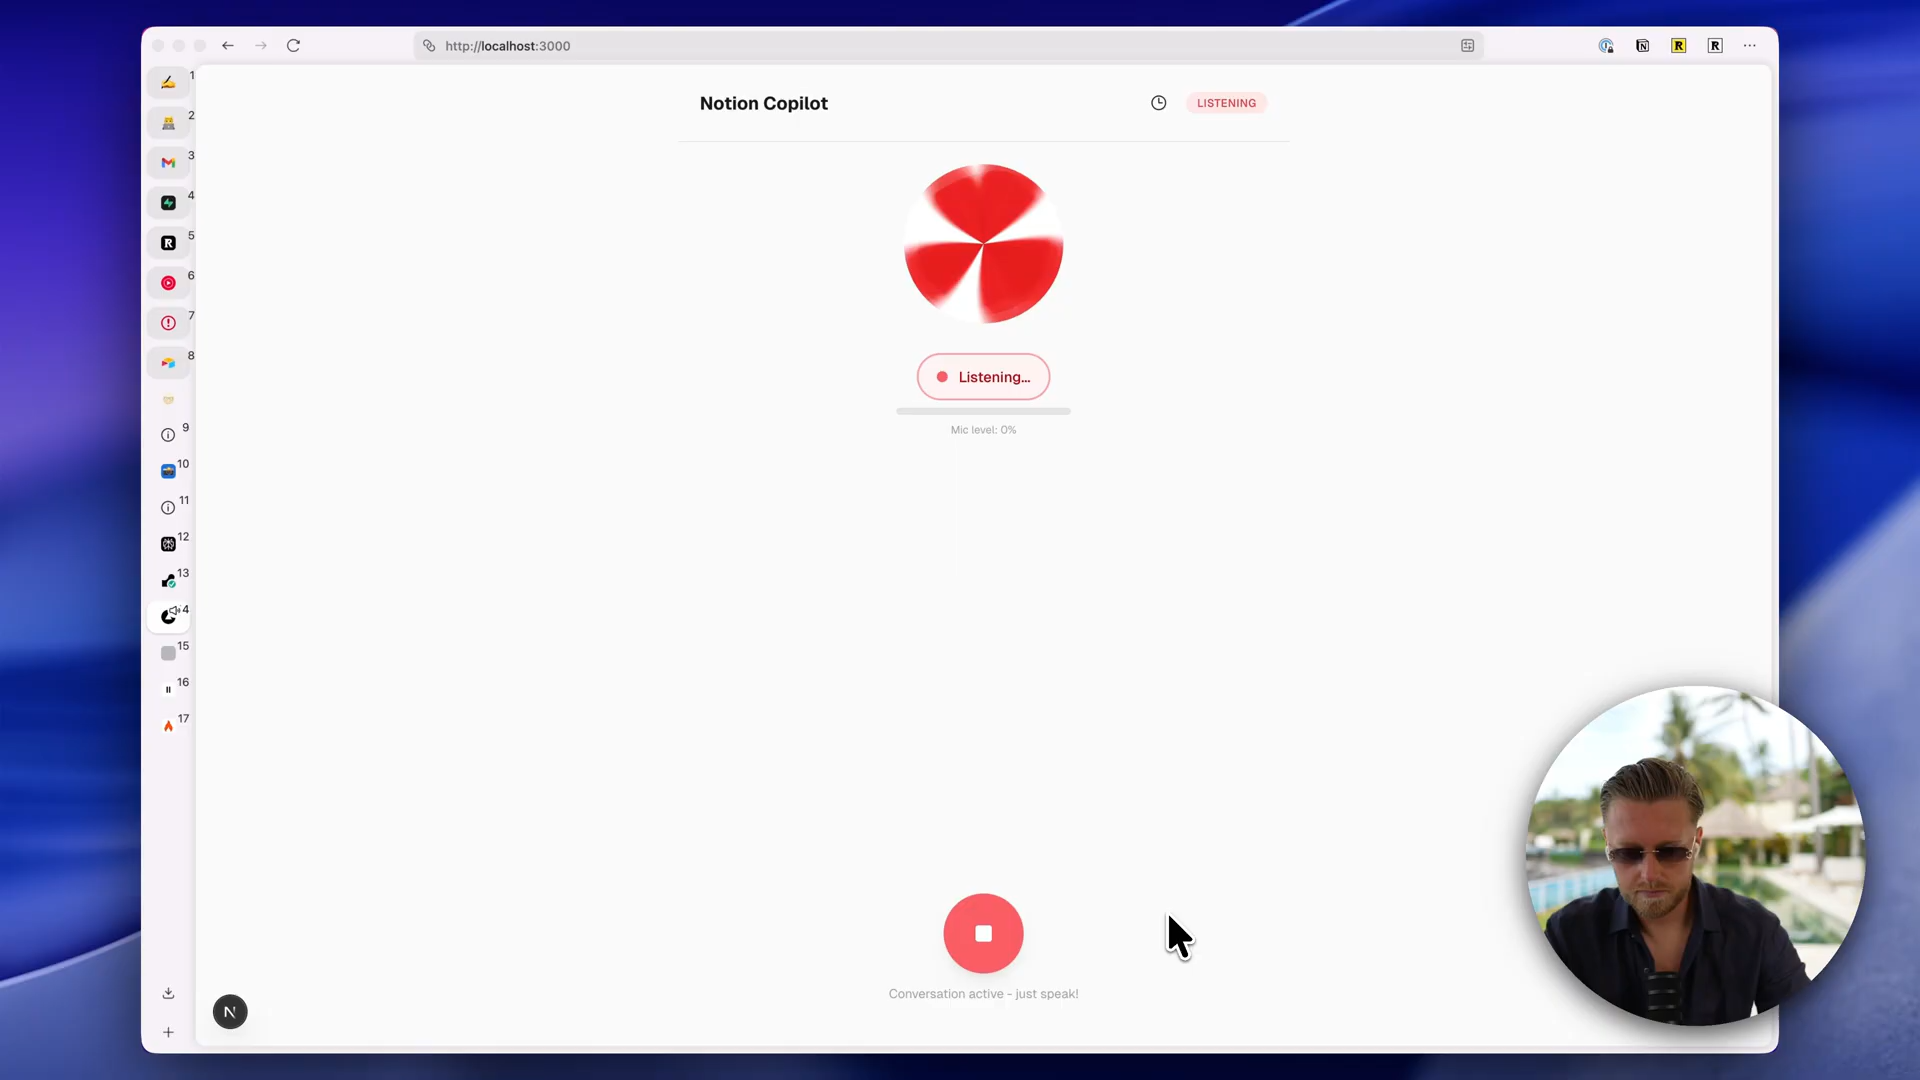 http://localhost:3000
R
R
Notion Copilot
LISTENING
1
2
3
4
5
R
6
7
8
9
10
11
12
13
4
15
16
17
Listening...
Mic level: 0%
Conversation active - just speak!
N